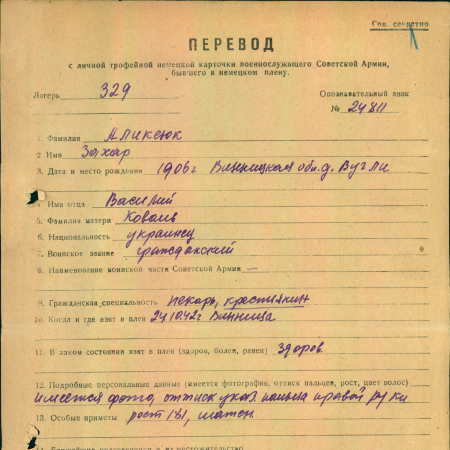 Сов. секретно
ПЕРЕВОД
с личной трофейной немецкой карточки военнослужащего Советской Армии,
бывшего в немецком плену.
Лагерь 329 Опознавательный знак
№ 24811
1. Фамилия Аликсюк
2. Имя Захар
3. Дата и место рождения 1906г Винницкая обл. д. Вугли
4. Имя отца Василий
5. Фамилия матери Коваль
6. Национальность украинец
7. Воинское звание гражданский
8. Наименование воинской части Советской Армии —
9. Гражданская специальность пекарь, крестьянин
10. Когда и где взят в плен 24.10.42г Винница
11. В каком состоянии взят в плен (здоров, болен, ранен) здоров
12. Подробные персональные данные (имеется фотография, оттиск пальцев, рост, цвет волос)
имеется фото, оттиск указ. пальца правой руки
13. Особые приметы рост 181, шатен